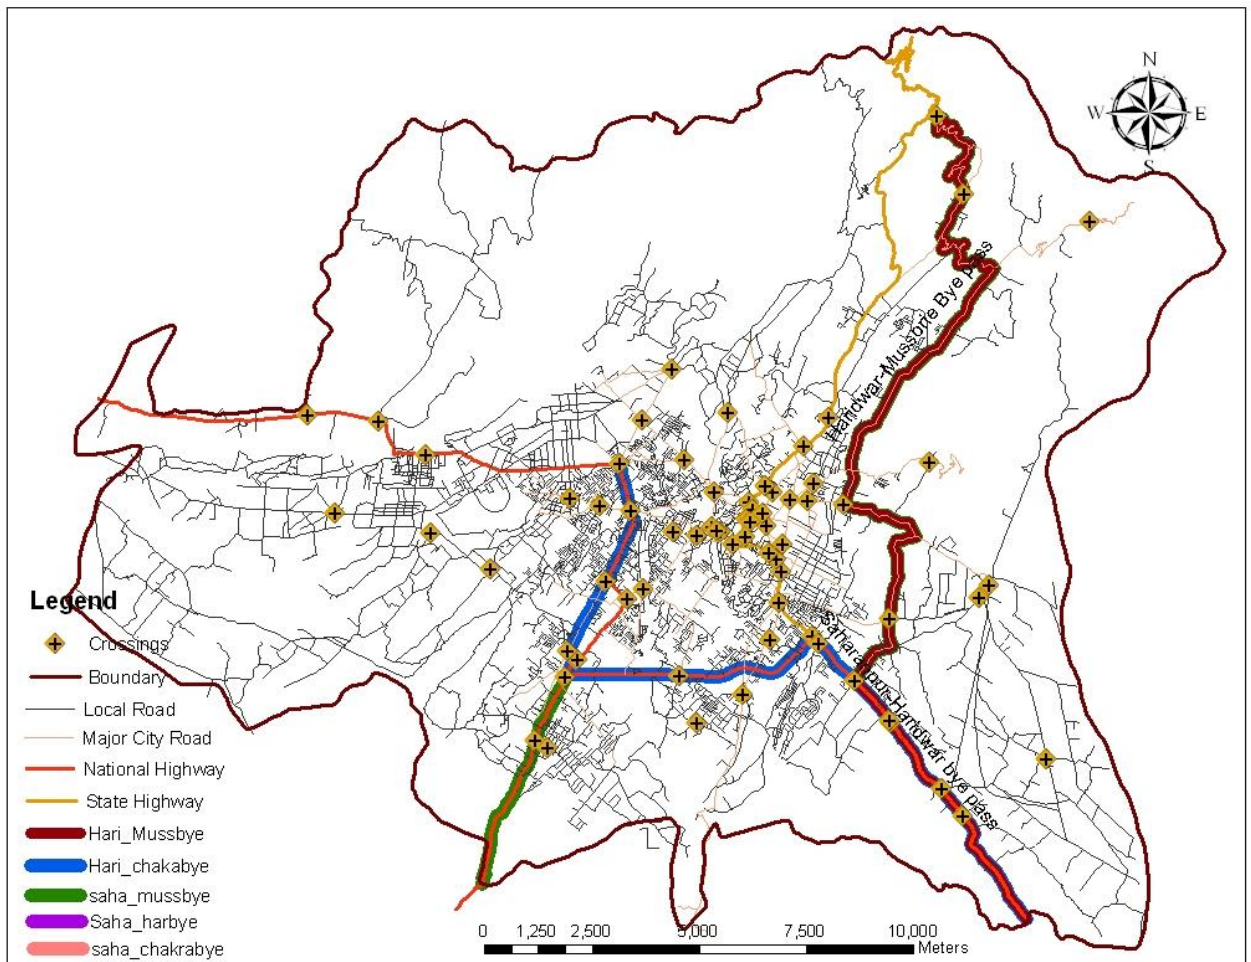 N
W E
S
Haridwar-Mussorie Bye pass
Saharanpur-Haridwar bye pass
Legend
Crossings
Boundary
Local Road
Major City Road
National Highway
State Highway
Hari_Mussbye
Hari_chakabye
saha_mussbye
Saha_harbye
saha_chakrabye
0 1,250 2,500 5,000 7,500 10,000
Meters